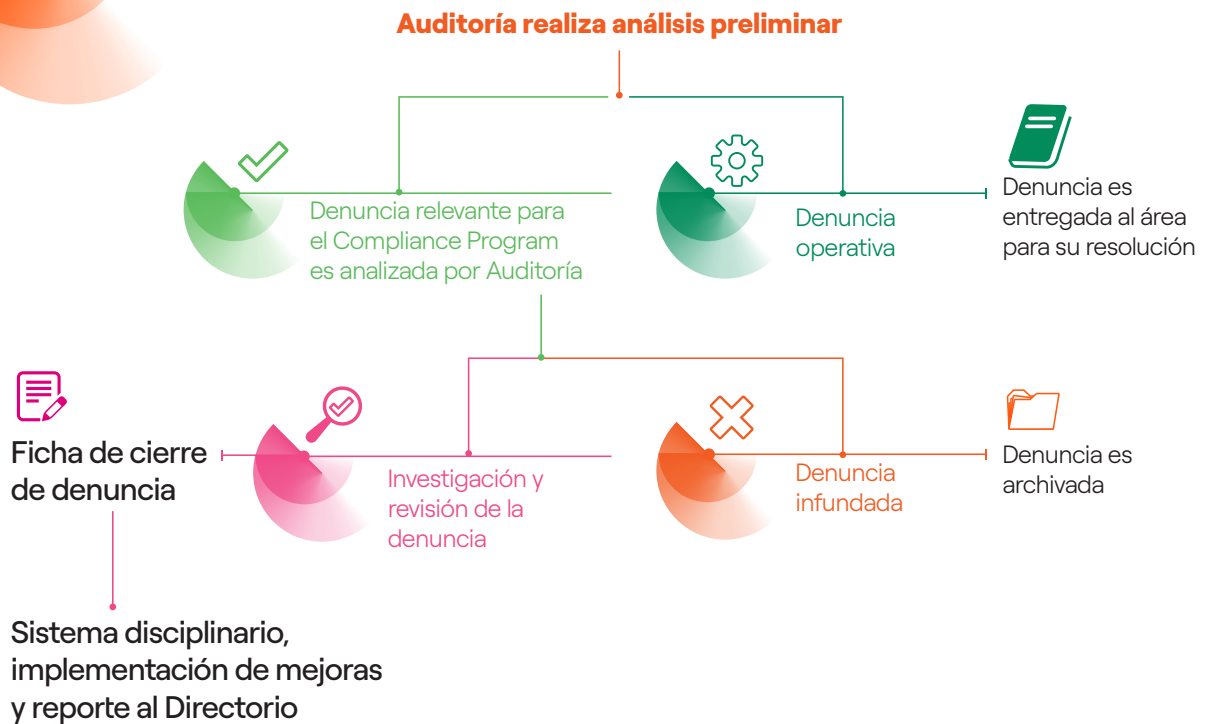 Auditoría realiza análisis preliminar
Denuncia relevante para
el Compliance Program
es analizada por Auditoría
Denuncia
operativa
Denuncia es
entregada al área
para su resolución
Ficha de cierre
de denuncia
Investigación y
revisión de la
denuncia
Denuncia
infundada
Denuncia es
archivada
Sistema disciplinario,
implementación de mejoras
y reporte al Directorio